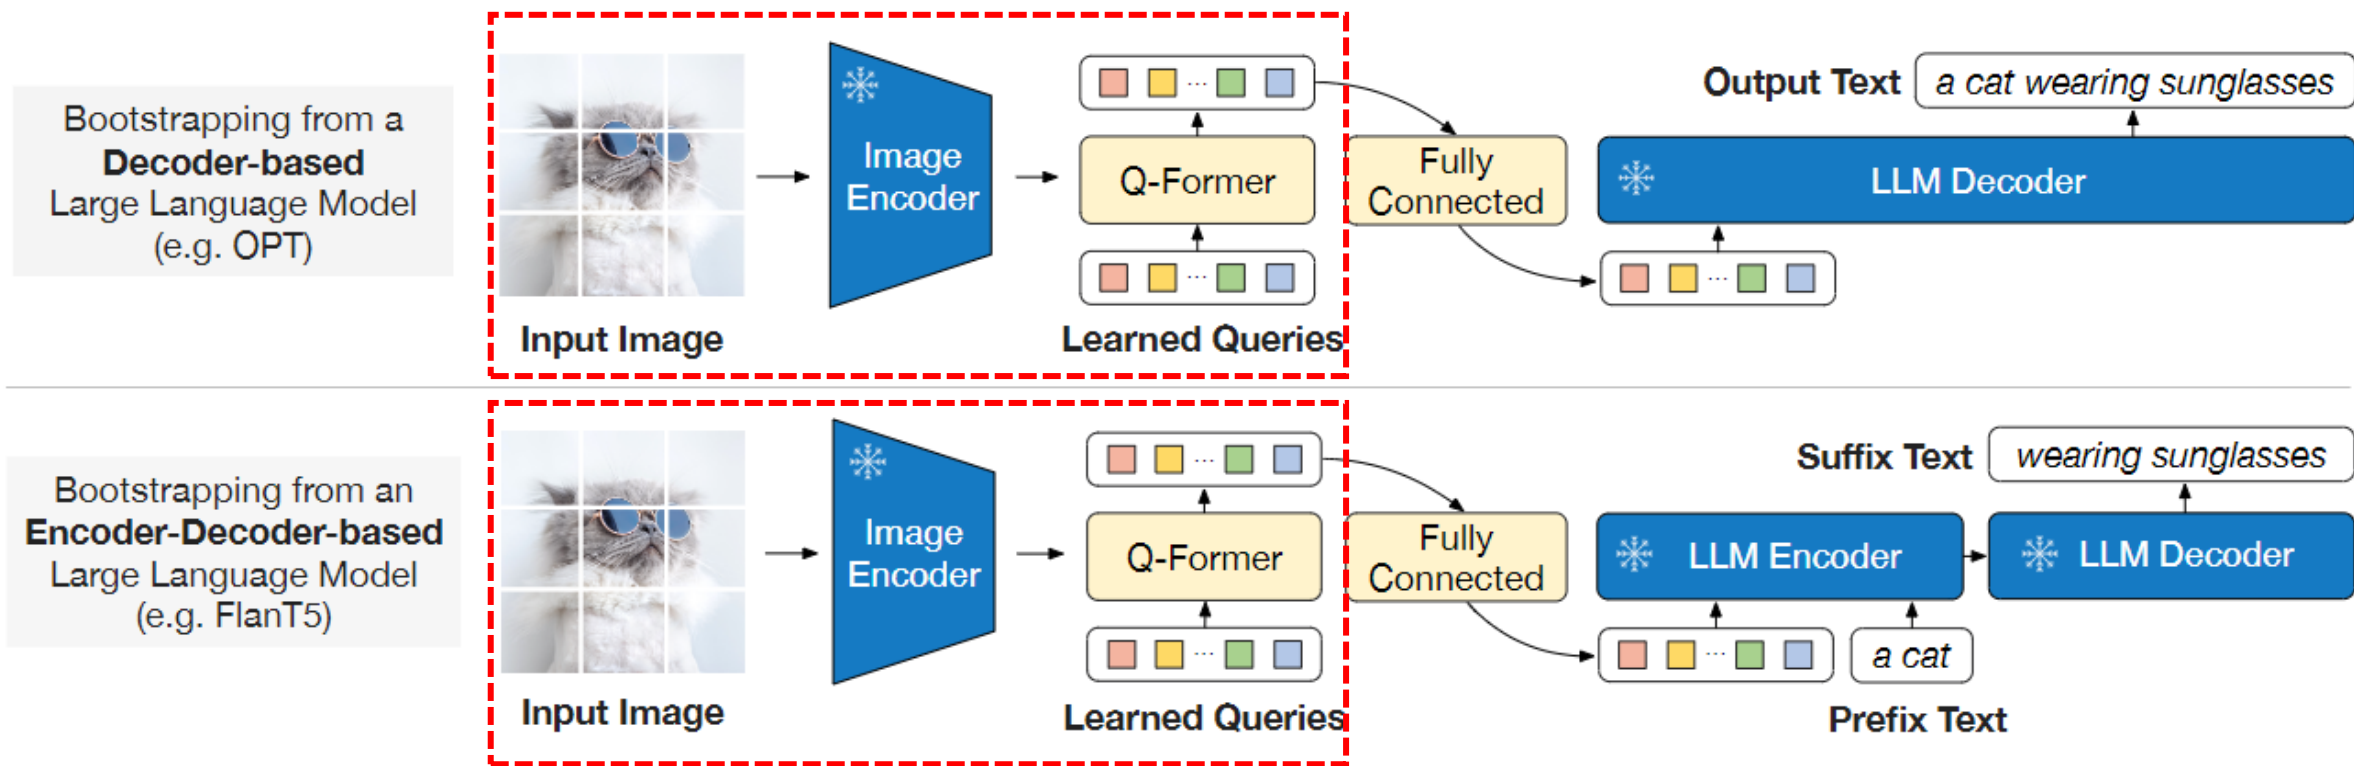 Bootstrapping from a
Decoder-based
Large Language Model
(e.g. OPT)
Input Image
Image
Encoder
...
Q-Former
...
Learned Queries
Fully
Connected
Output Text
a cat wearing sunglasses
LLM Decoder
...
Bootstrapping from an
Encoder-Decoder-based
Large Language Model
(e.g. FlanT5)
Input Image
Image
Encoder
...
Q-Former
...
Learned Queries
Fully
Connected
Suffix Text
wearing sunglasses
LLM Encoder
LLM Decoder
...
a cat
Prefix Text